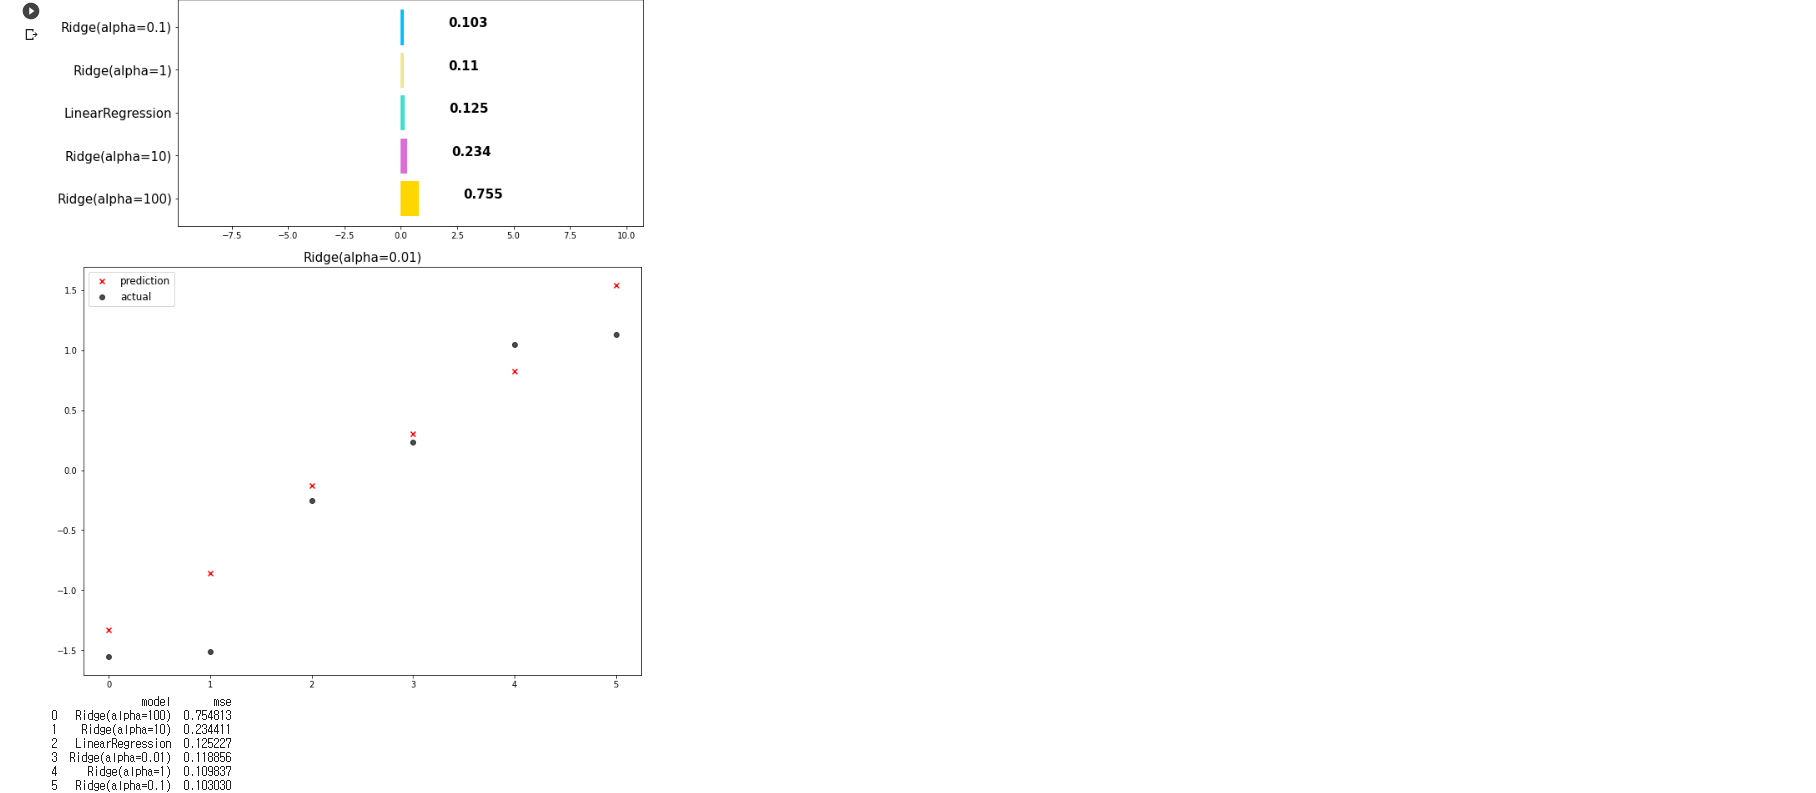 Ridge(alpha=0.1) 0.103
Ridge(alpha=1) 0.11
LinearRegression 0.125
Ridge(alpha=10) 0.234
Ridge(alpha=100) 0.755
−7.5 −5.0 −2.5 0.0 2.5 5.0 7.5 10.0
Ridge(alpha=0.01)
prediction
actual
1.5
1.0
0.5
0.0
−0.5
−1.0
−1.5
0 1 2 3 4 5
model mse
0 Ridge(alpha=100) 0.754813
1 Ridge(alpha=10) 0.234411
2 LinearRegression 0.125227
3 Ridge(alpha=0.01) 0.118856
4 Ridge(alpha=1) 0.109837
5 Ridge(alpha=0.1) 0.103030